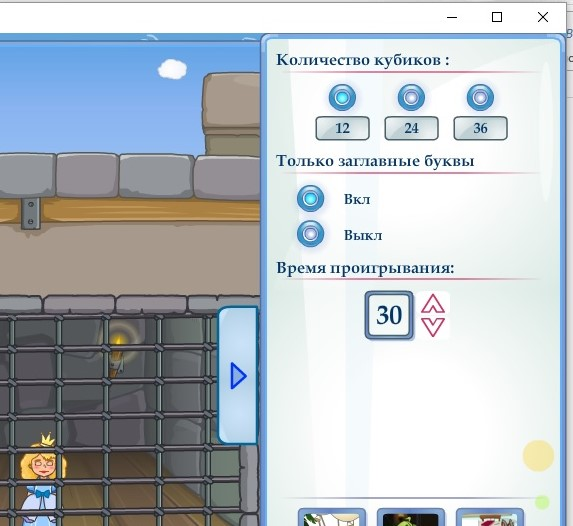 Количество кубиков :
12 24 36
Только заглавные буквы
Вкл
Выкл
Время проигрывания:
30